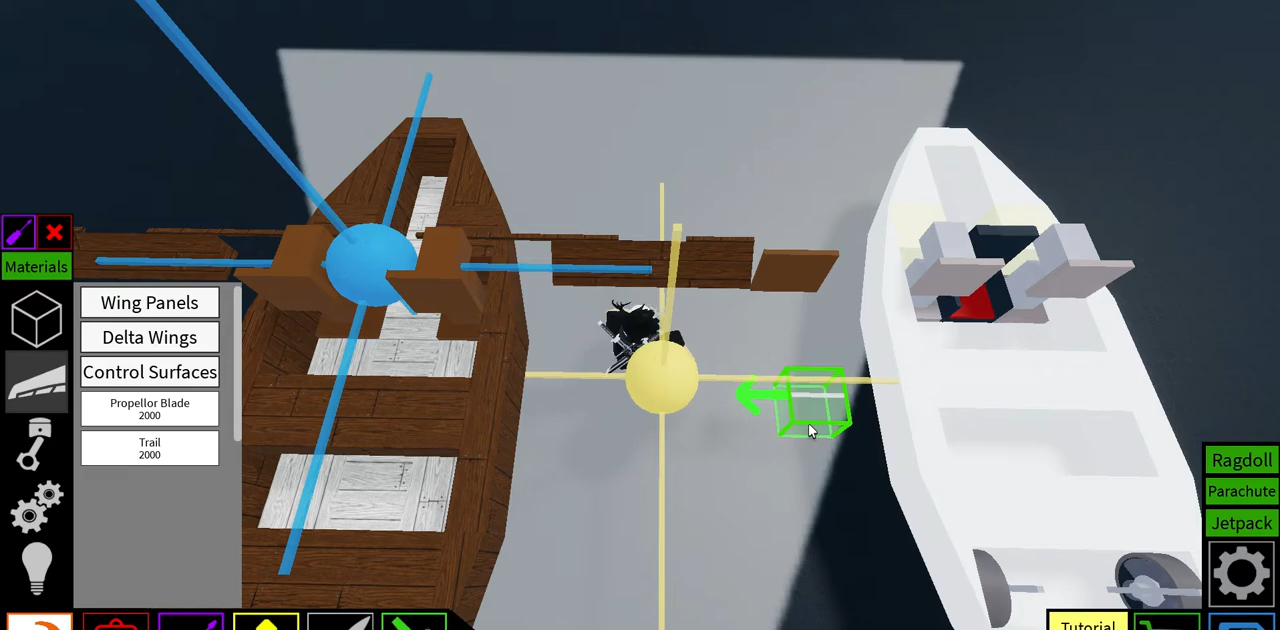 Materials
Wing Panels
Delta Wings
Control Surfaces
Propellor Blade
2000
Trail
2000
Ragdoll
Parachute
Jetpack
Tutorial